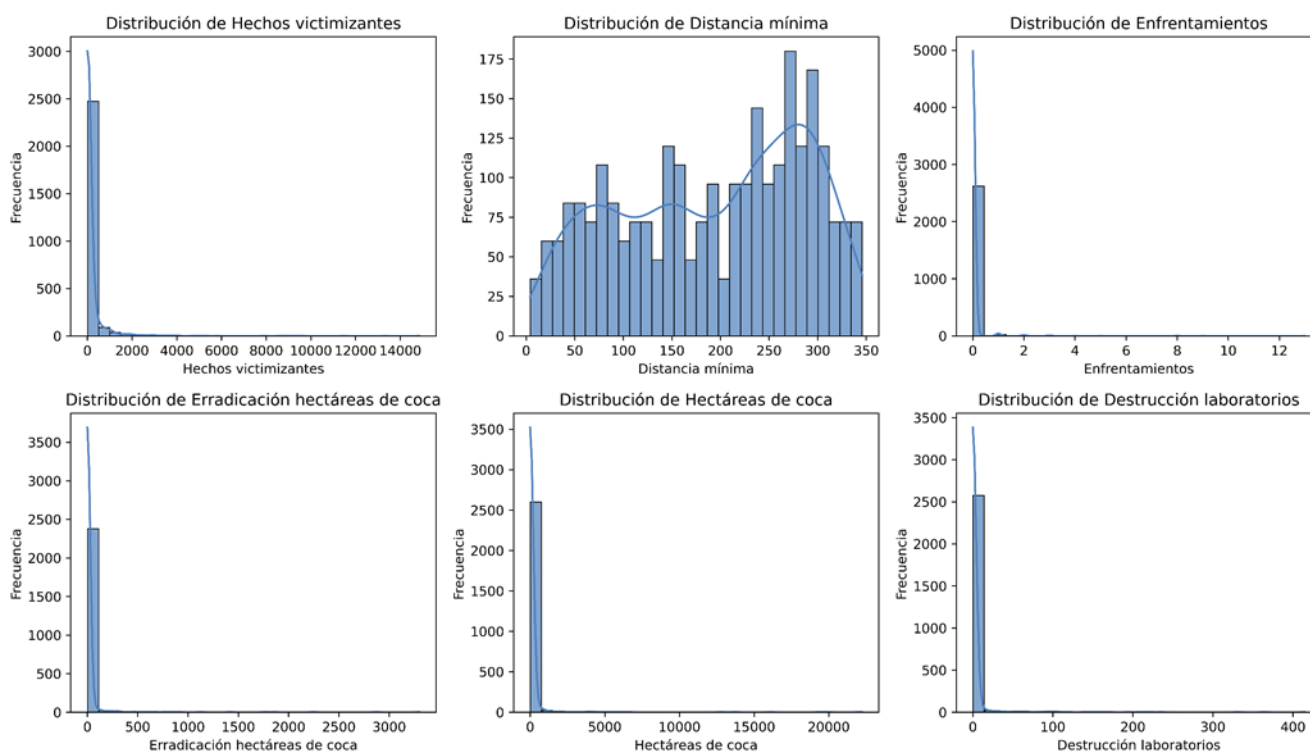 Distribución de Hechos victimizantes
3000
2500
2000
1500
1000
500
0
Frecuencia
0 2000 4000 6000 8000 10000 12000 14000
Hechos victimizantes
Distribución de Distancia mínima
175
150
125
100
75
50
25
0
Frecuencia
0 50 100 150 200 250 300 350
Distancia mínima
Distribución de Enfrentamientos
5000
4000
3000
2000
1000
0
Frecuencia
0 2 4 6 8 10 12
Enfrentamientos
Distribución de Erradicación hectáreas de coca
3500
3000
2500
2000
1500
1000
500
0
Frecuencia
0 500 1000 1500 2000 2500 3000
Erradicación hectáreas de coca
Distribución de Hectáreas de coca
3500
3000
2500
2000
1500
1000
500
0
Frecuencia
0 5000 10000 15000 20000
Hectáreas de coca
Distribución de Destrucción laboratorios
3500
3000
2500
2000
1500
1000
500
0
Frecuencia
0 100 200 300 400
Destrucción laboratorios